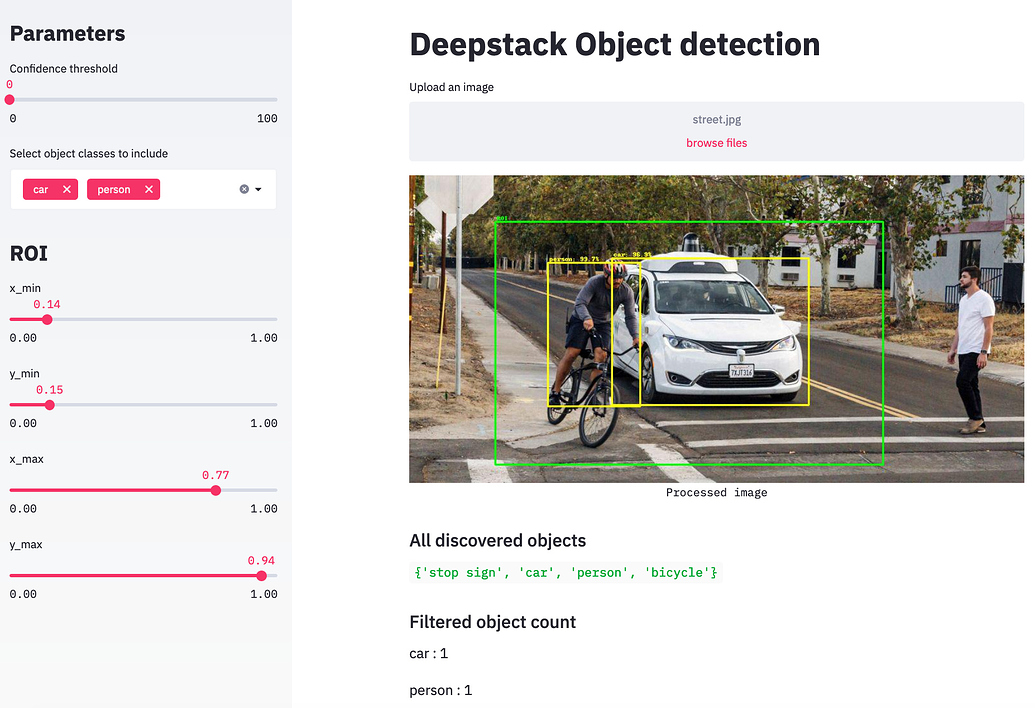 Parameters
Confidence threshold
0
0 100
Select object classes to include
car person
ROI
x_min
0.14
0.00 1.00
y_min
0.15
0.00 1.00
x_max
0.77
0.00 1.00
y_max
0.94
0.00 1.00
Deepstack Object detection
Upload an image
street.jpg
browse files
ROI
person: 99.7% car: 96.9%
7XJT316
Processed image
All discovered objects
{'stop sign', 'car', 'person', 'bicycle'}
Filtered object count
car : 1
person : 1